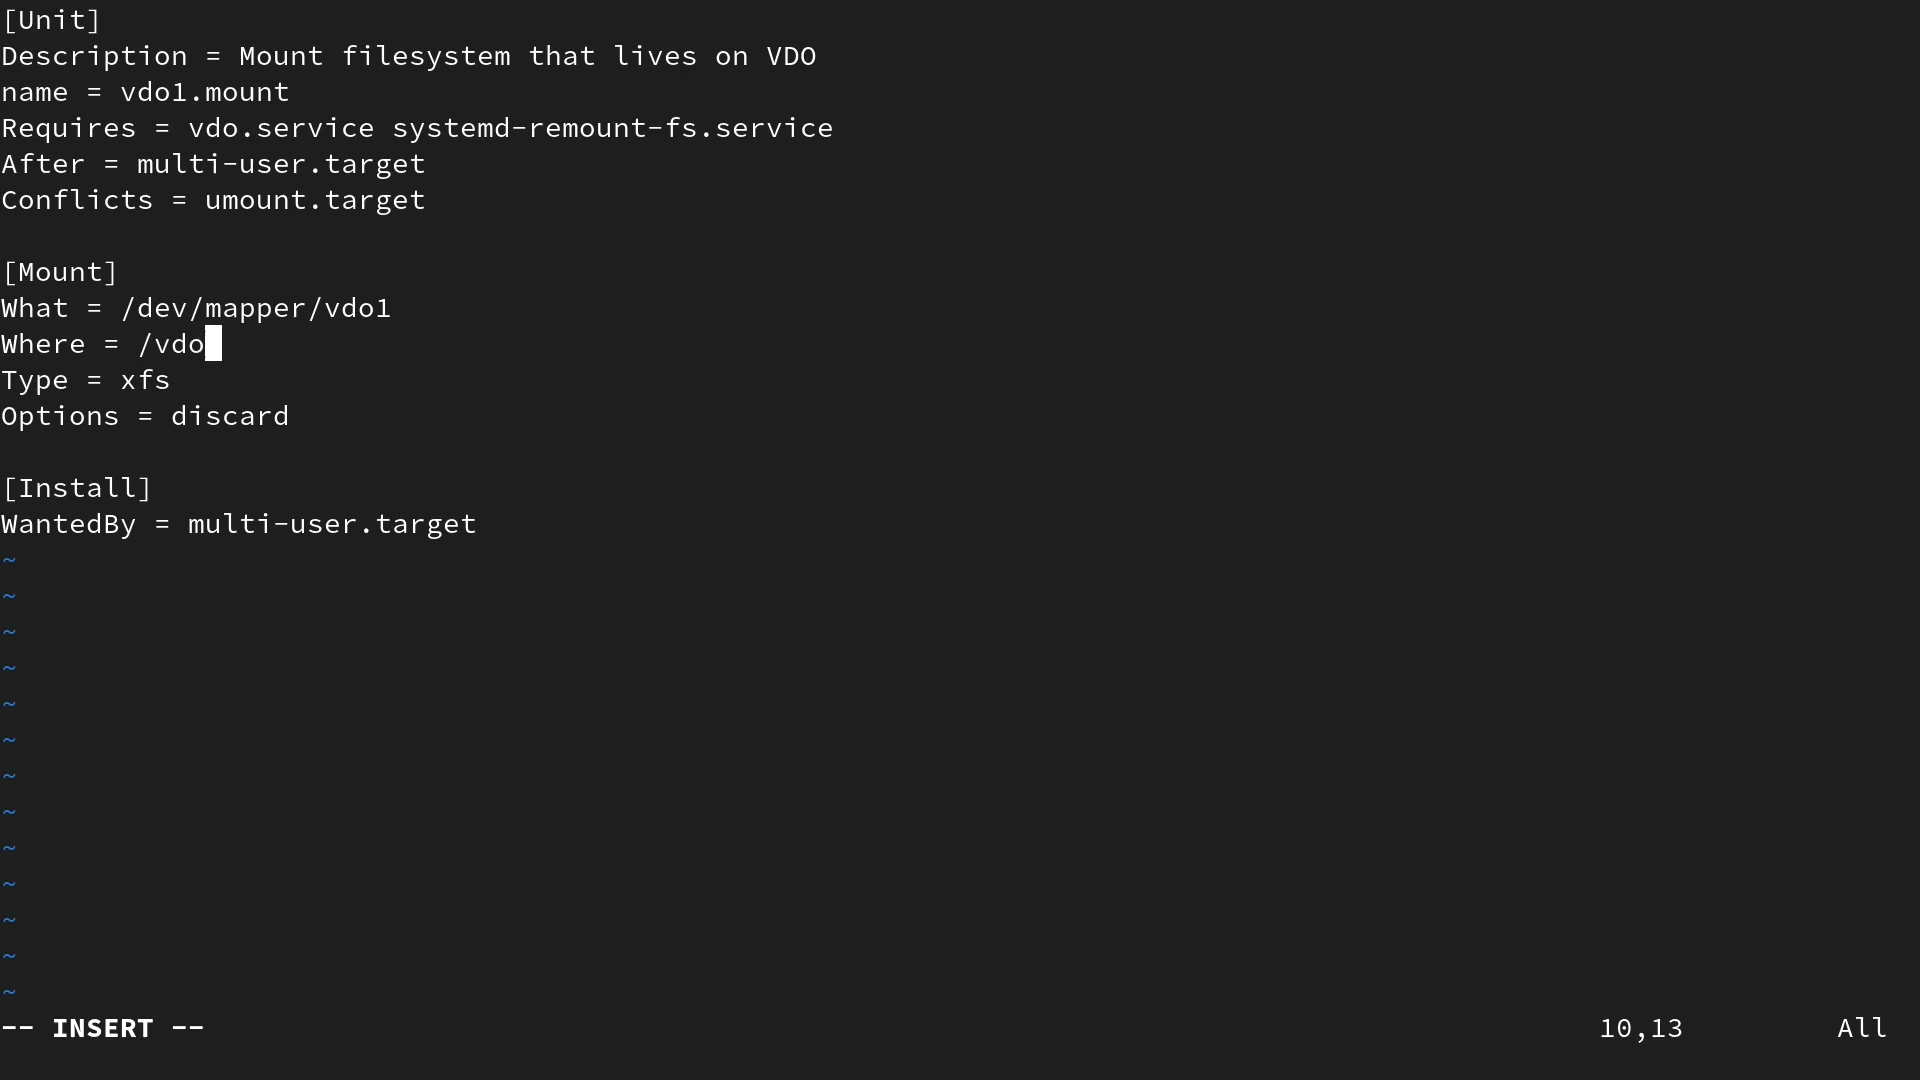 [Unit]
Description = Mount filesystem that lives on VDO
name = vdo1.mount
Requires = vdo.service systemd-remount-fs.service
After = multi-user.target
Conflicts = umount.target

[Mount]
What = /dev/mapper/vdo1
Where = /vdo
Type = xfs
Options = discard

[Install]
WantedBy = multi-user.target
~
~
~
~
~
~
~
~
~
~
~
~
~
-- INSERT -- 10,13 All